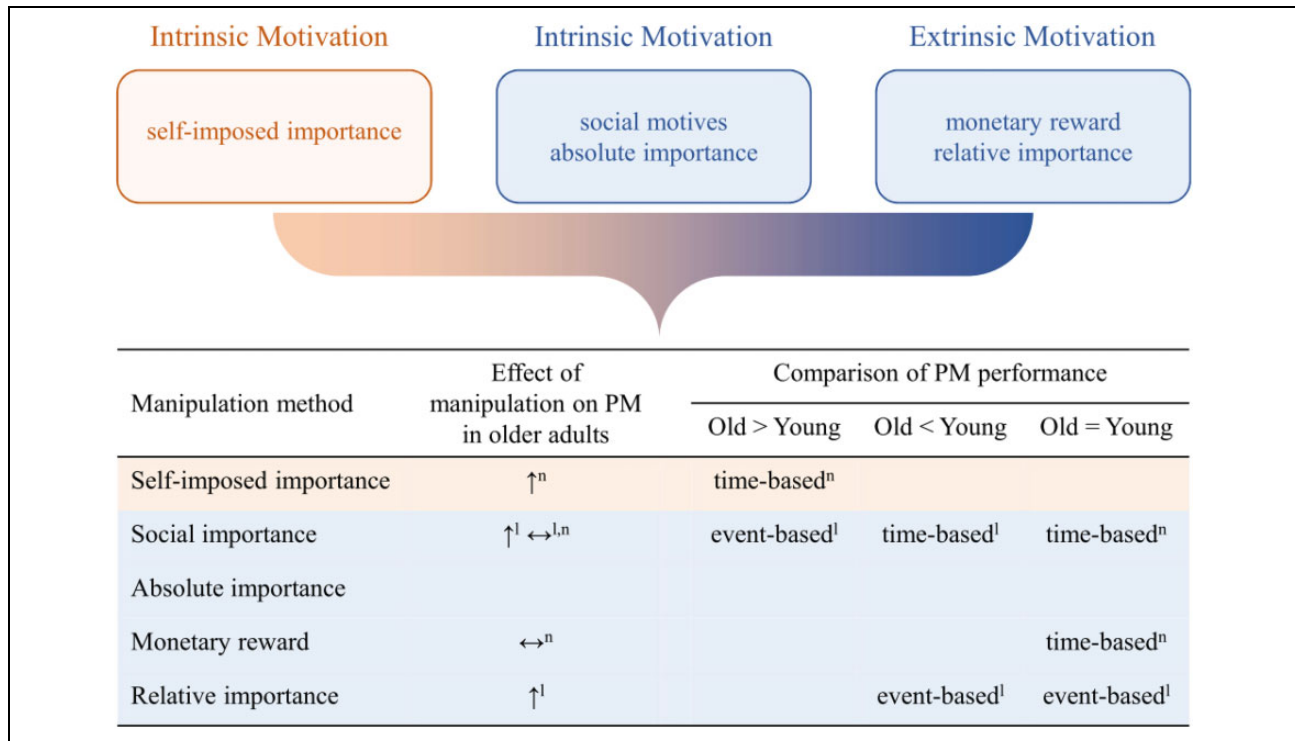 Intrinsic Motivation Intrinsic Motivation Extrinsic Motivation
self-imposed importance
social motives
absolute importance
monetary reward
relative importance
Manipulation method
Effect of
manipulation on PM
in older adults
Comparison of PM performance
Old > Young Old < Young Old = Young
Self-imposed importance ↑ⁿ time-basedⁿ
Social importance ↑ˡ ↔ˡ,ⁿ event-basedˡ time-basedˡ time-basedⁿ
Absolute importance
Monetary reward ↔ⁿ time-basedⁿ
Relative importance ↑ˡ event-basedˡ event-basedˡ